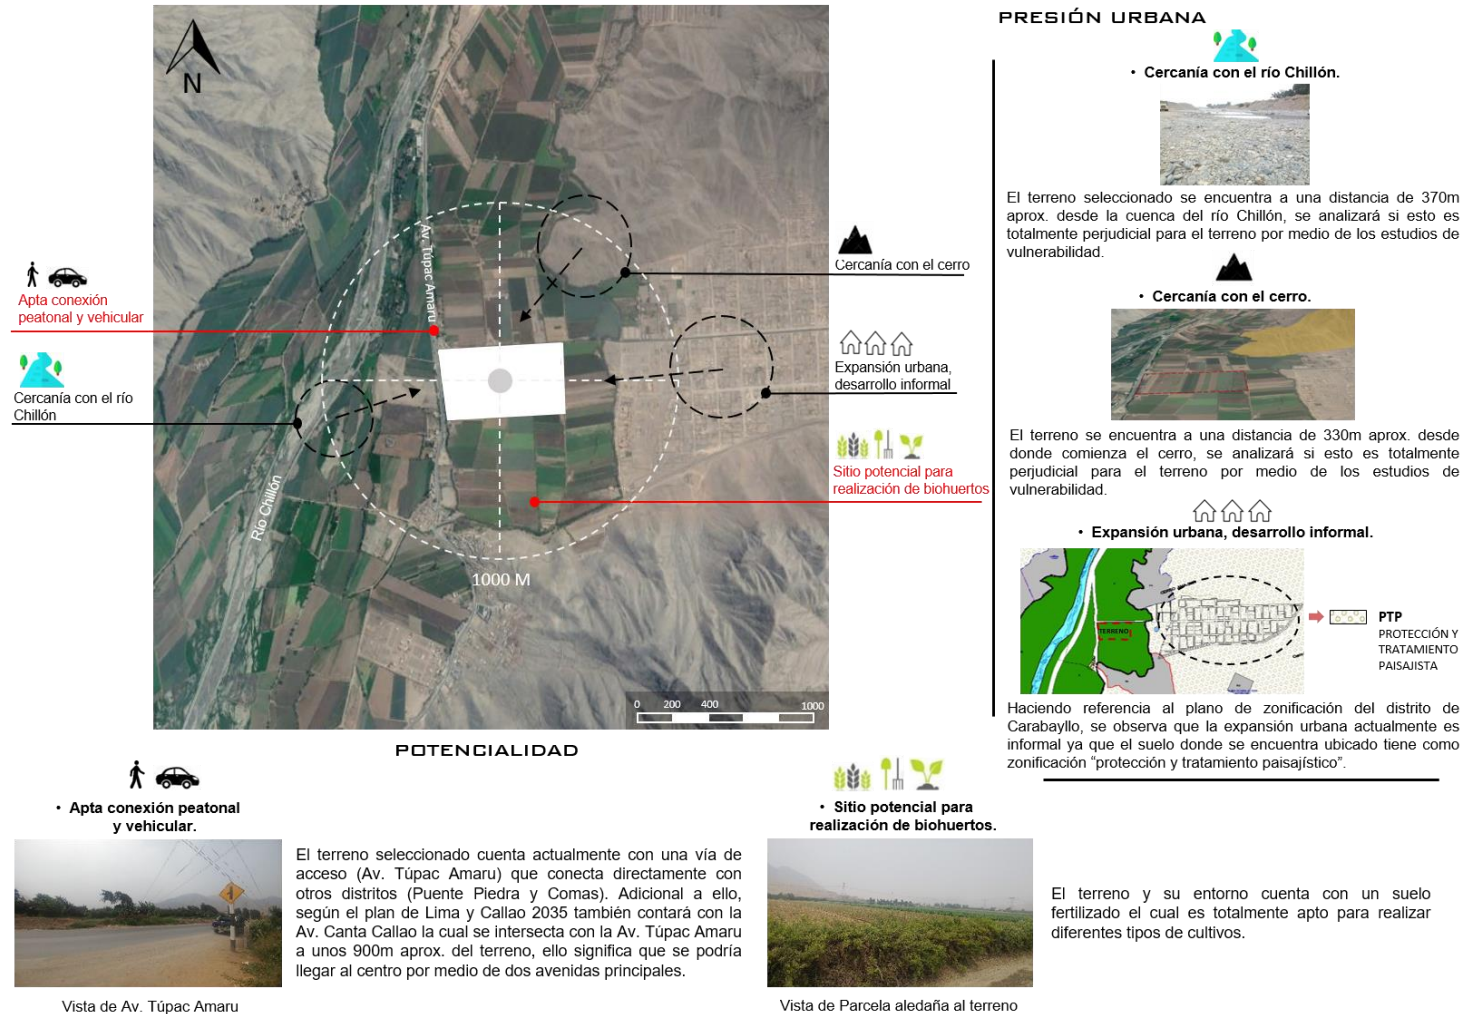 PRESIÓN URBANA
N
• Cercanía con el río Chillón.
El terreno seleccionado se encuentra a una distancia de 370m
aprox. desde la cuenca del río Chillón, se analizará si esto es
totalmente perjudicial para el terreno por medio de los estudios de
vulnerabilidad.
• Cercanía con el cerro.
El terreno se encuentra a una distancia de 330m aprox. desde
donde comienza el cerro, se analizará si esto es totalmente
perjudicial para el terreno por medio de los estudios de
vulnerabilidad.
• Expansión urbana, desarrollo informal.
TERRENO
PTP
PROTECCIÓN Y
TRATAMIENTO
PAISAJISTA
Haciendo referencia al plano de zonificación del distrito de
Carabayllo, se observa que la expansión urbana actualmente es
informal ya que el suelo donde se encuentra ubicado tiene como
zonificación “protección y tratamiento paisajístico”.
Apta conexión
peatonal y vehicular
Cercanía con el río
Chillón
Av. Túpac Amaru
Río Chillón
1000 M
Cercanía con el cerro
Expansión urbana,
desarrollo informal
Sitio potencial para
realización de biohuertos
0 200 400 1000
POTENCIALIDAD
• Apta conexión peatonal
y vehicular.
Vista de Av. Túpac Amaru
El terreno seleccionado cuenta actualmente con una vía de
acceso (Av. Túpac Amaru) que conecta directamente con
otros distritos (Puente Piedra y Comas). Adicional a ello,
según el plan de Lima y Callao 2035 también contará con la
Av. Canta Callao la cual se intersecta con la Av. Túpac Amaru
a unos 900m aprox. del terreno, ello significa que se podría
llegar al centro por medio de dos avenidas principales.
• Sitio potencial para
realización de biohuertos.
Vista de Parcela aledaña al terreno
El terreno y su entorno cuenta con un suelo
fertilizado el cual es totalmente apto para realizar
diferentes tipos de cultivos.